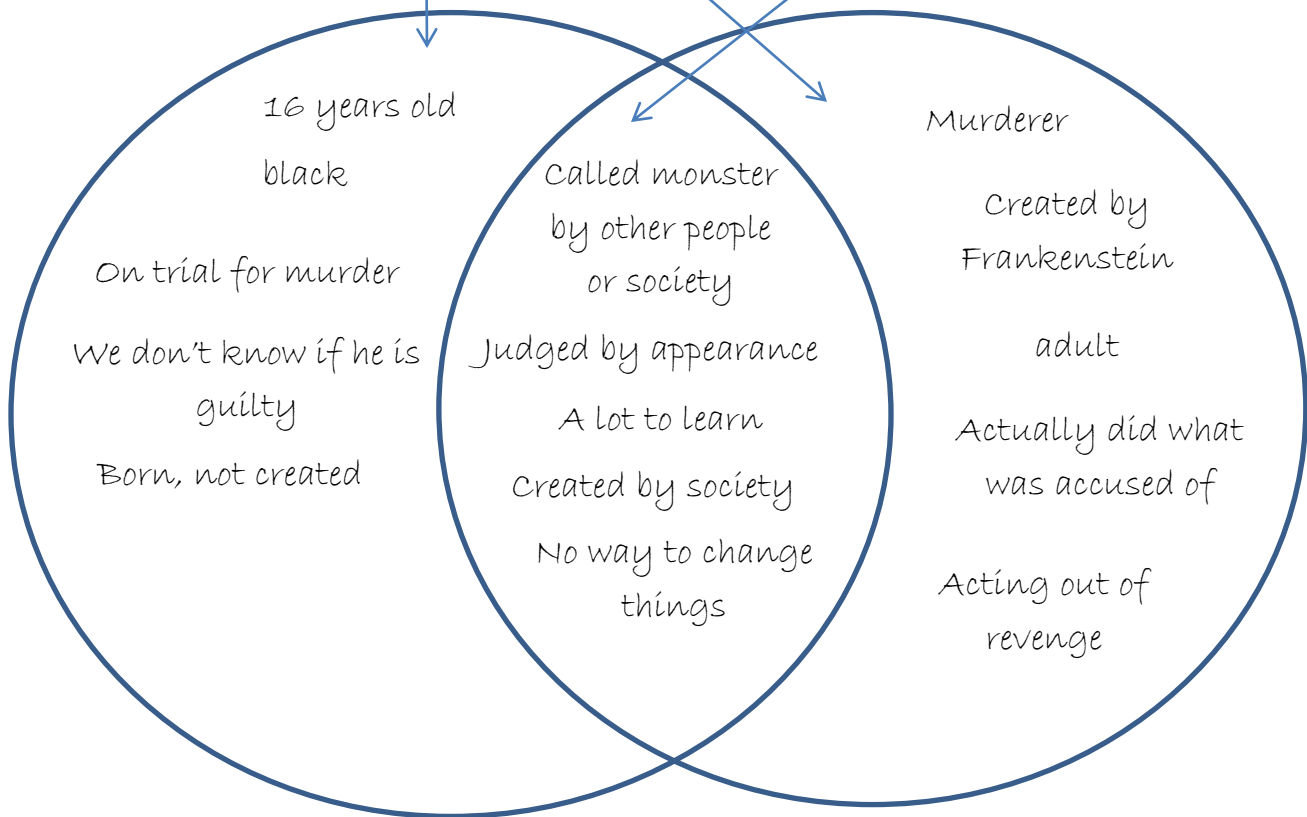 16 years old
black
On trial for murder
We don't know if he is
guilty
Born, not created
Called monster
by other people
or society
Judged by appearance
A lot to learn
Created by society
No way to change
things
Murderer
Created by
Frankenstein
adult
Actually did what
was accused of
Acting out of
revenge